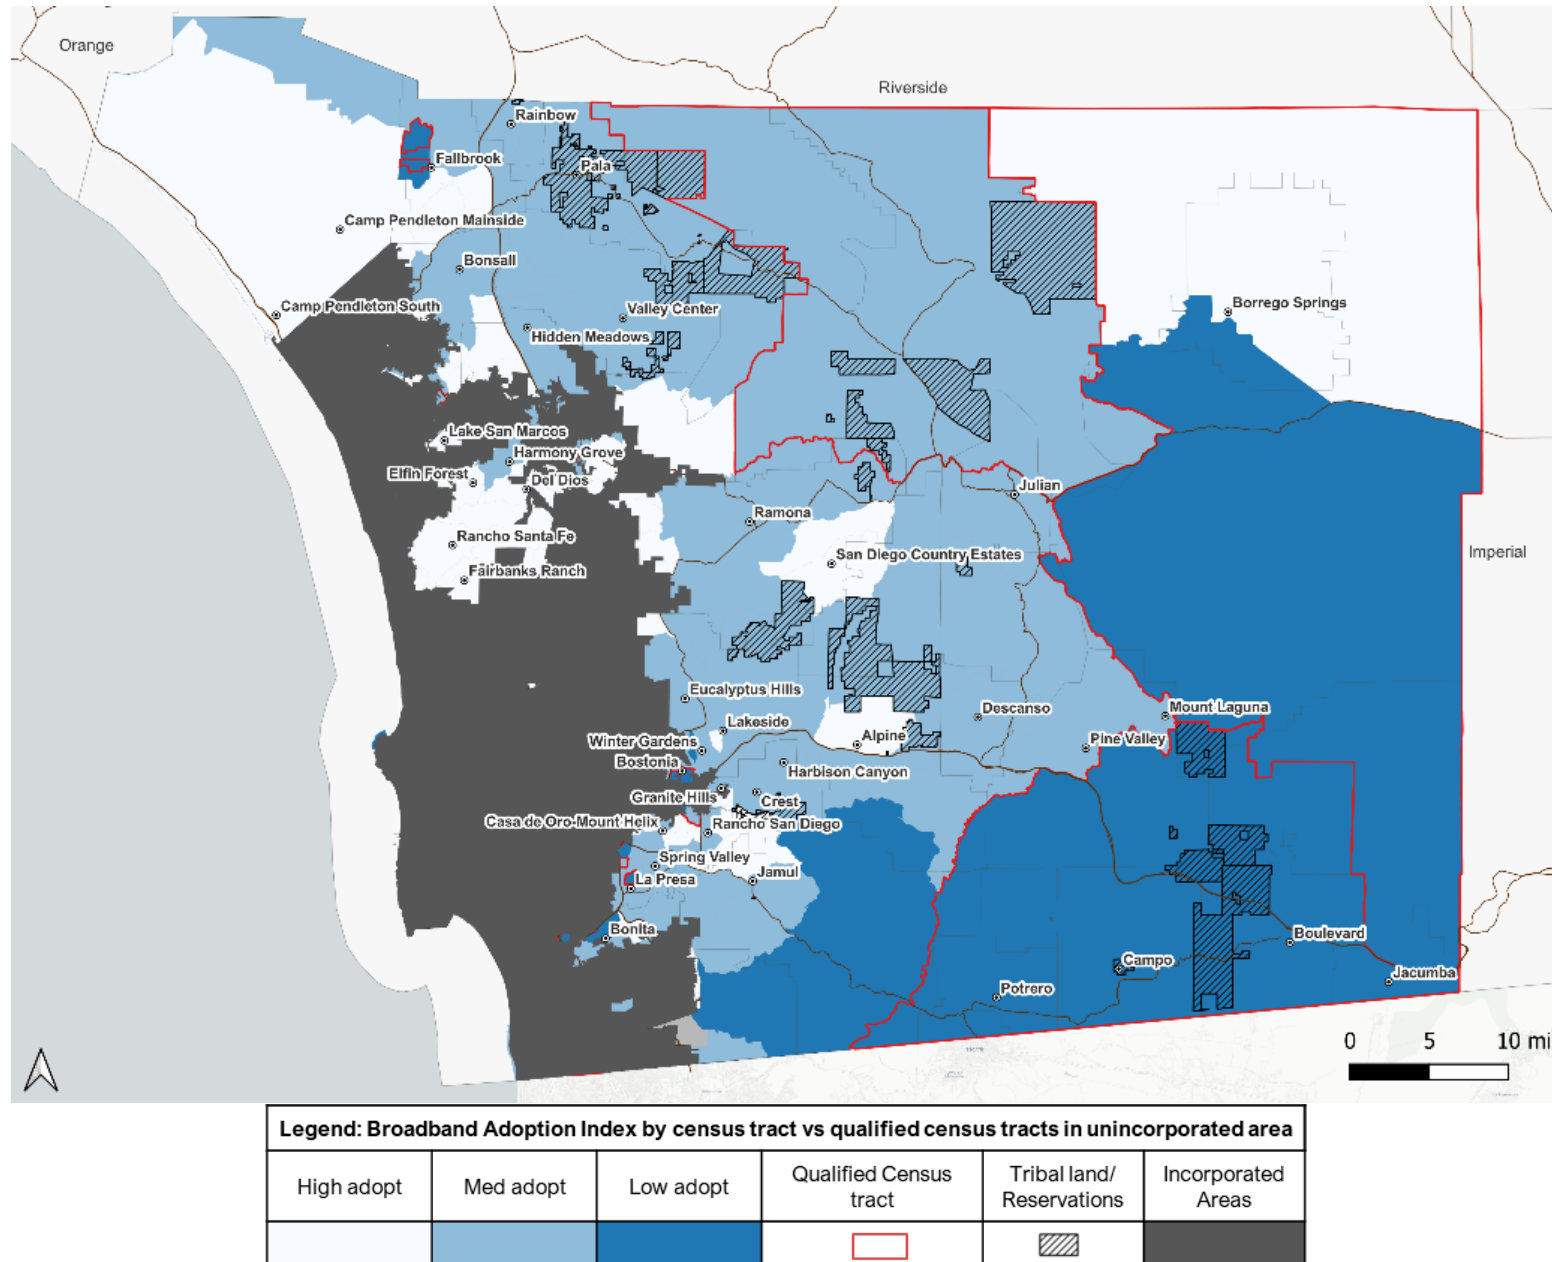 Orange
Riverside
Rainbow
Fallbrook
Pala
Camp Pendleton Mainside
Bonsall
Camp Pendleton South
Valley Center
Borrego Springs
Hidden Meadows
Lake San Marcos
Harmony Grove
Elfin Forest
Del Dios
Julian
Ramona
Rancho Santa Fe
San Diego Country Estates
Imperial
Fairbanks Ranch
Eucalyptus Hills
Descanso
Mount Laguna
Lakeside
Winter Gardens
Alpine
Pine Valley
Bostonia
Harbison Canyon
Granite Hills
Crest
Casa de Oro-Mount Helix
Rancho San Diego
Spring Valley
Jamul
La Presa
Bonita
Boulevard
Campo
Jacumba
Potrero
0 5 10 mi
Legend: Broadband Adoption Index by census tract vs qualified census tracts in unincorporated area
High adopt
Med adopt
Low adopt
Qualified Census
tract
Tribal land/
Reservations
Incorporated
Areas